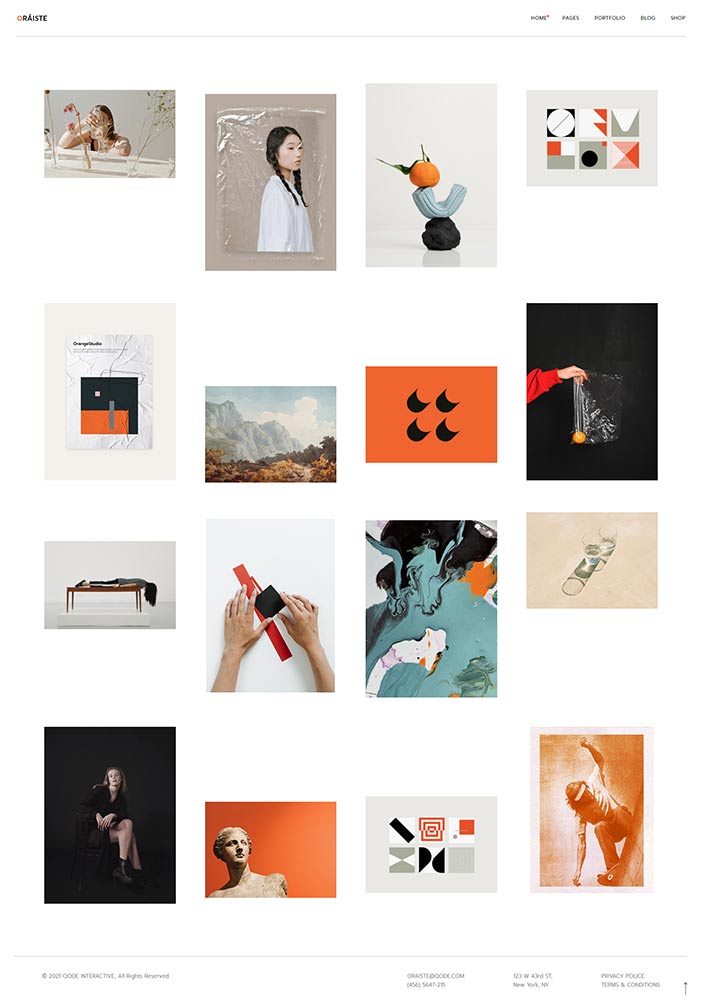 ORÁISTE
HOME
PAGES
PORTFOLIO
BLOG
SHOP
OrangeStudio
© 2021 QODE INTERACTIVE, All Rights Reserved
ORAISTE@QODE.COM
(456) 5647-215
123 W 43rd ST,
New York, NY
PRIVACY POLICE
TERMS & CONDITIONS